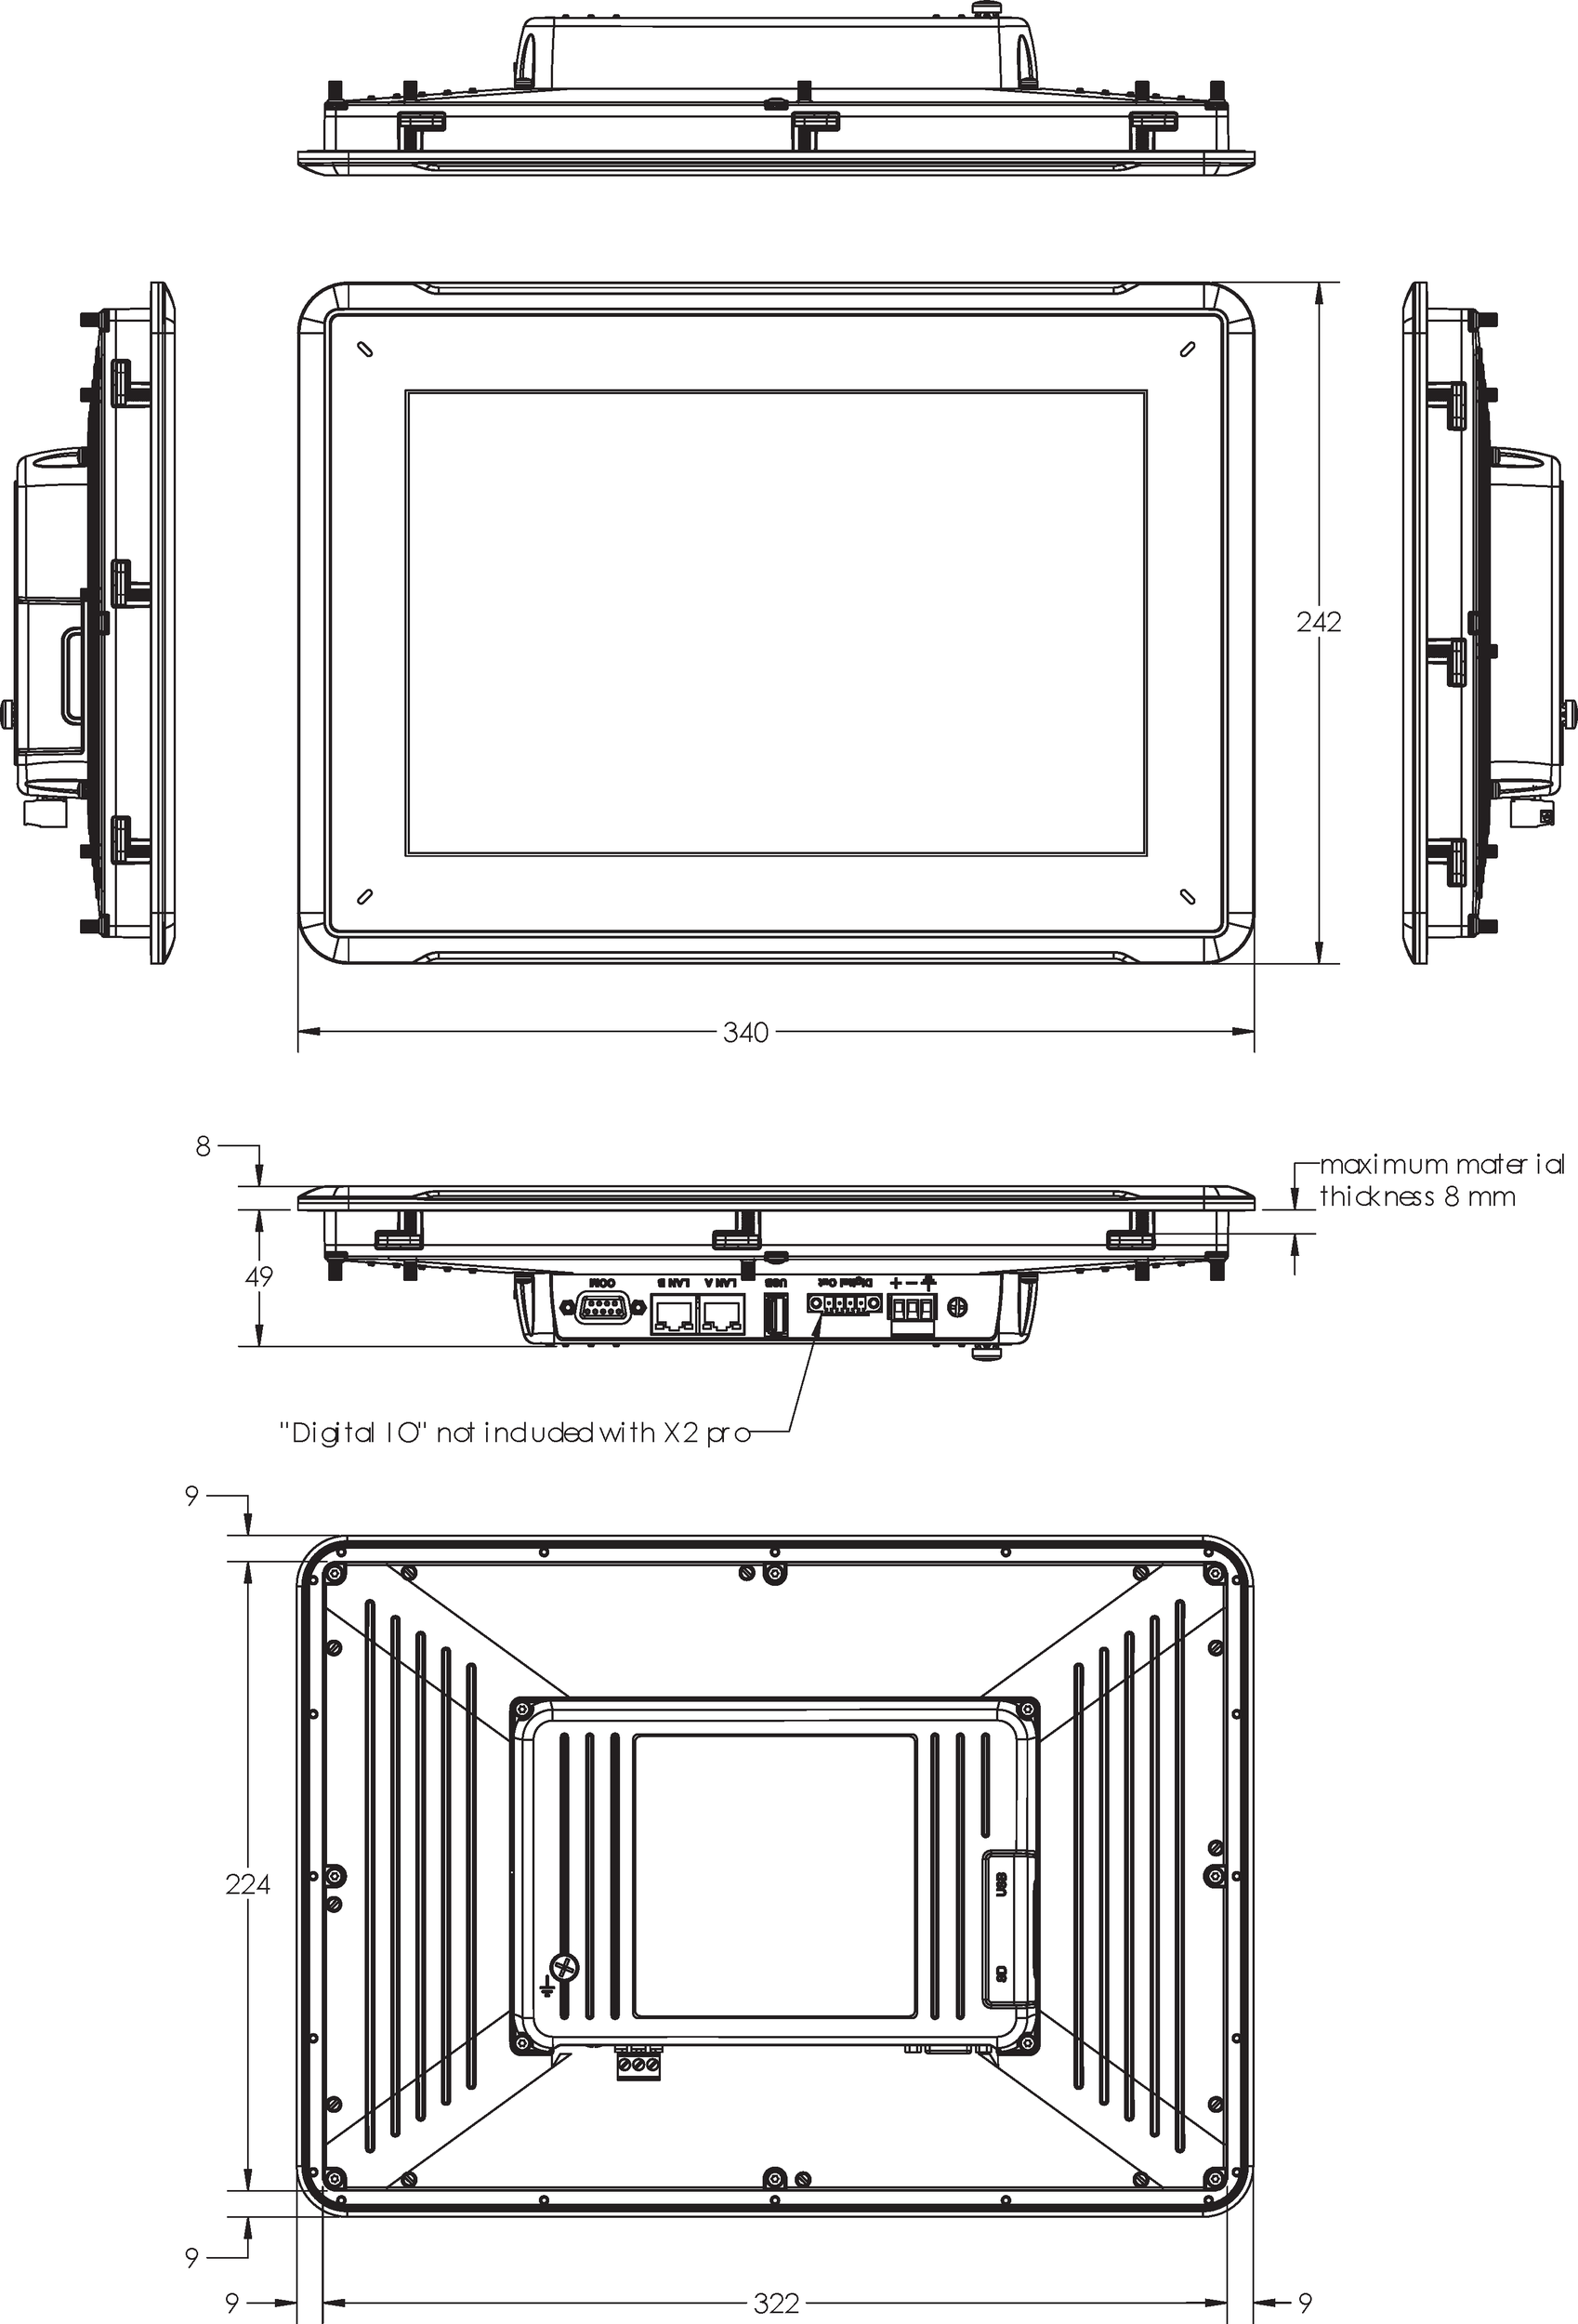 242
340
8
maximum material
thickness 8 mm
49
COM
LAN B
LAN A
USB
Digital Out
+ −
"Digital IO" not included with X2 pro
9
224
USB
SD
9
9
322
9